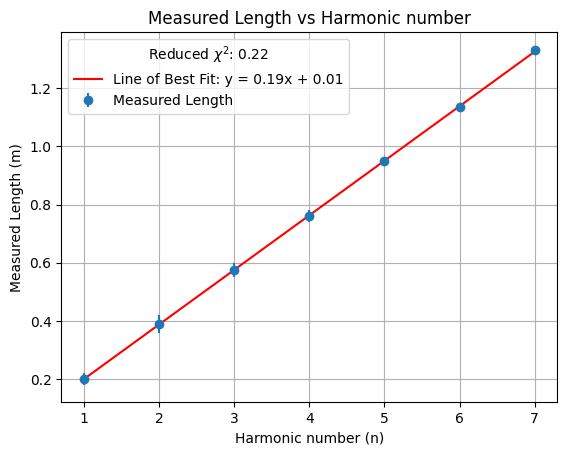 Measured Length vs Harmonic number
Reduced χ²: 0.22
Line of Best Fit: y = 0.19x + 0.01
Measured Length
Measured Length (m)
1.2
1.0
0.8
0.6
0.4
0.2
1 2 3 4 5 6 7
Harmonic number (n)